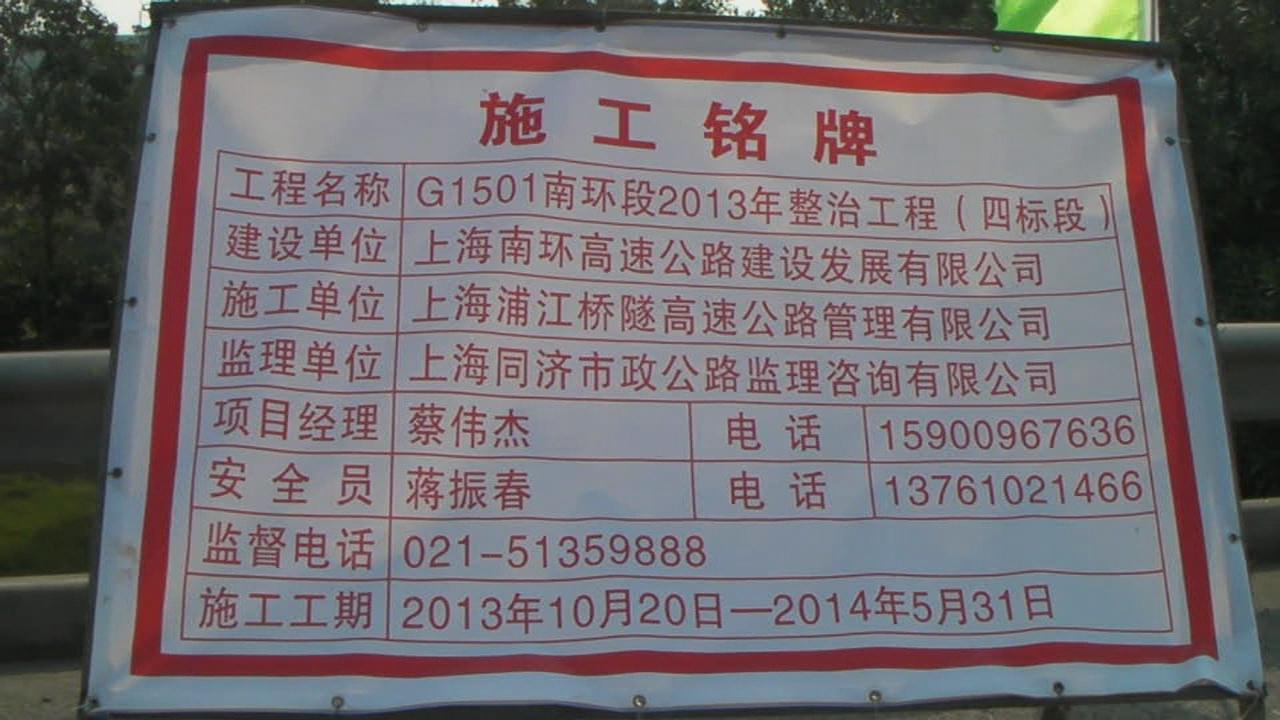 施工铭牌
工程名称 G1501南环段2013年整治工程（四标段）
建设单位 上海南环高速公路建设发展有限公司
施工单位 上海浦江桥隧高速公路管理有限公司
监理单位 上海同济市政公路监理咨询有限公司
项目经理 蔡伟杰 电话 15900967636
安全员 蒋振春 电话 13761021466
监督电话 021-51359888
施工工期 2013年10月20日—2014年5月31日